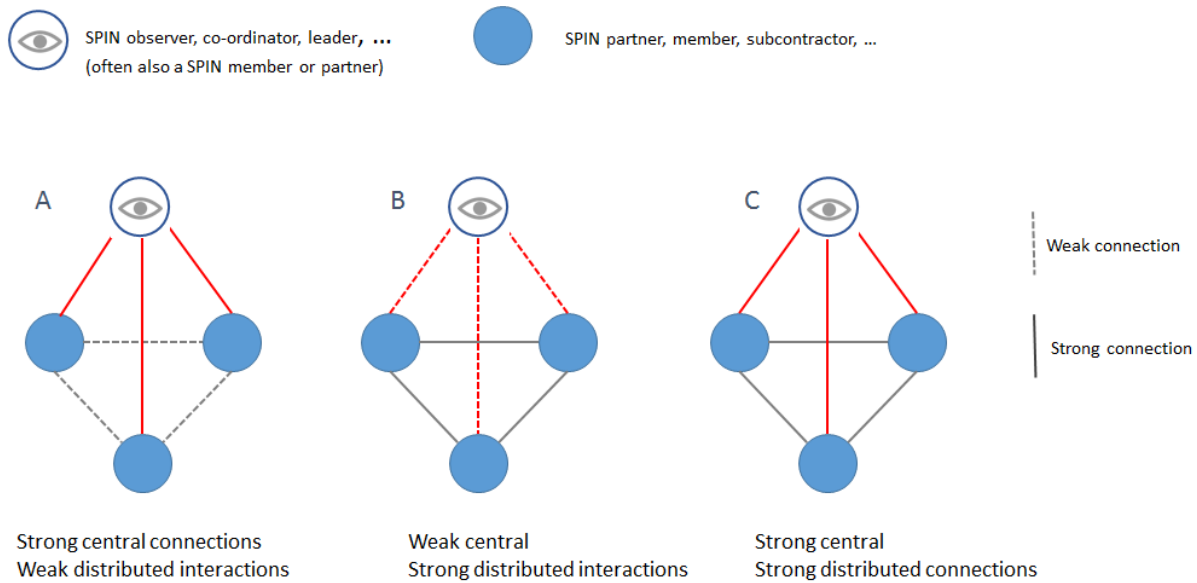 SPIN observer, co-ordinator, leader, ...
(often also a SPIN member or partner)
SPIN partner, member, subcontractor, ...
A
B
C
Weak connection
Strong connection
Strong central connections
Weak distributed interactions
Weak central
Strong distributed interactions
Strong central
Strong distributed connections